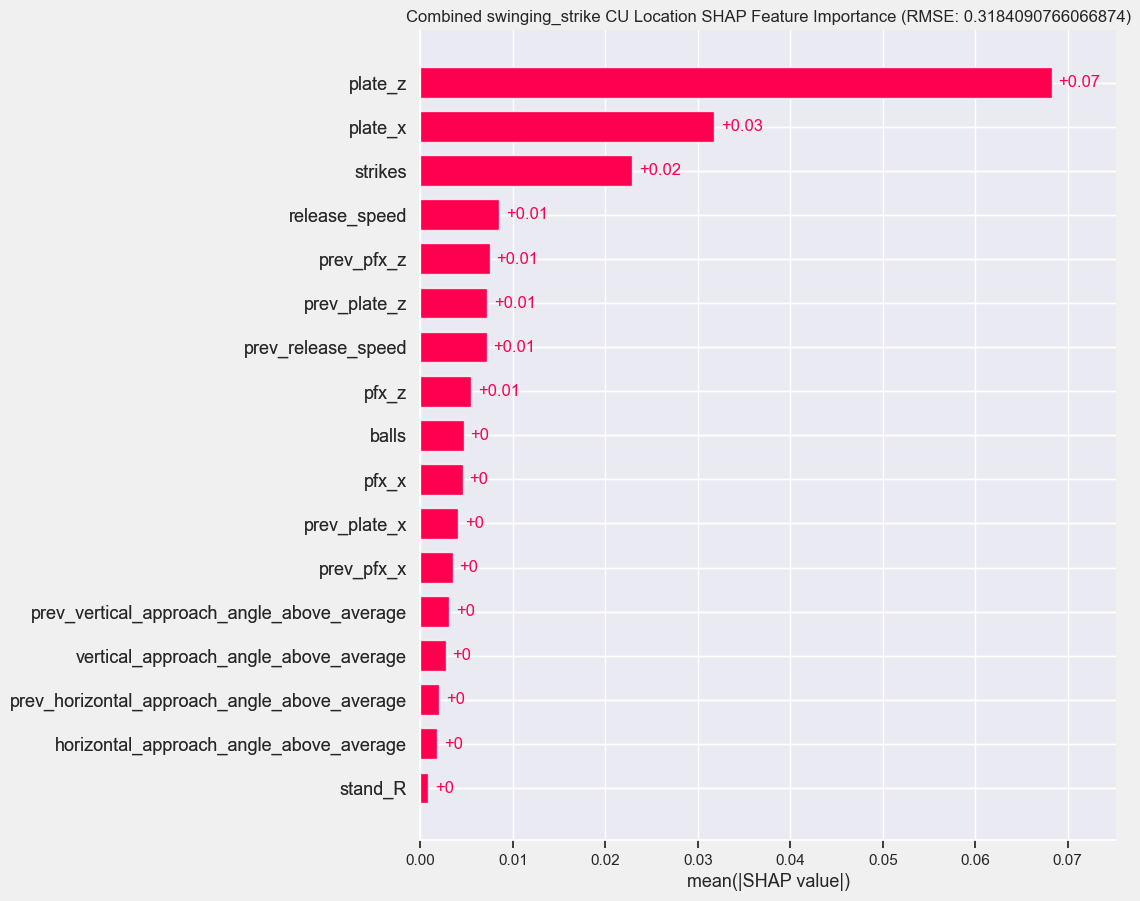 Combined swinging_strike CU Location SHAP Feature Importance (RMSE: 0.3184090766066874)
plate_z +0.07
plate_x +0.03
strikes +0.02
release_speed +0.01
prev_pfx_z +0.01
prev_plate_z +0.01
prev_release_speed +0.01
pfx_z +0.01
balls +0
pfx_x +0
prev_plate_x +0
prev_pfx_x +0
prev_vertical_approach_angle_above_average +0
vertical_approach_angle_above_average +0
prev_horizontal_approach_angle_above_average +0
horizontal_approach_angle_above_average +0
stand_R +0
0.00 0.01 0.02 0.03 0.04 0.05 0.06 0.07
mean(|SHAP value|)